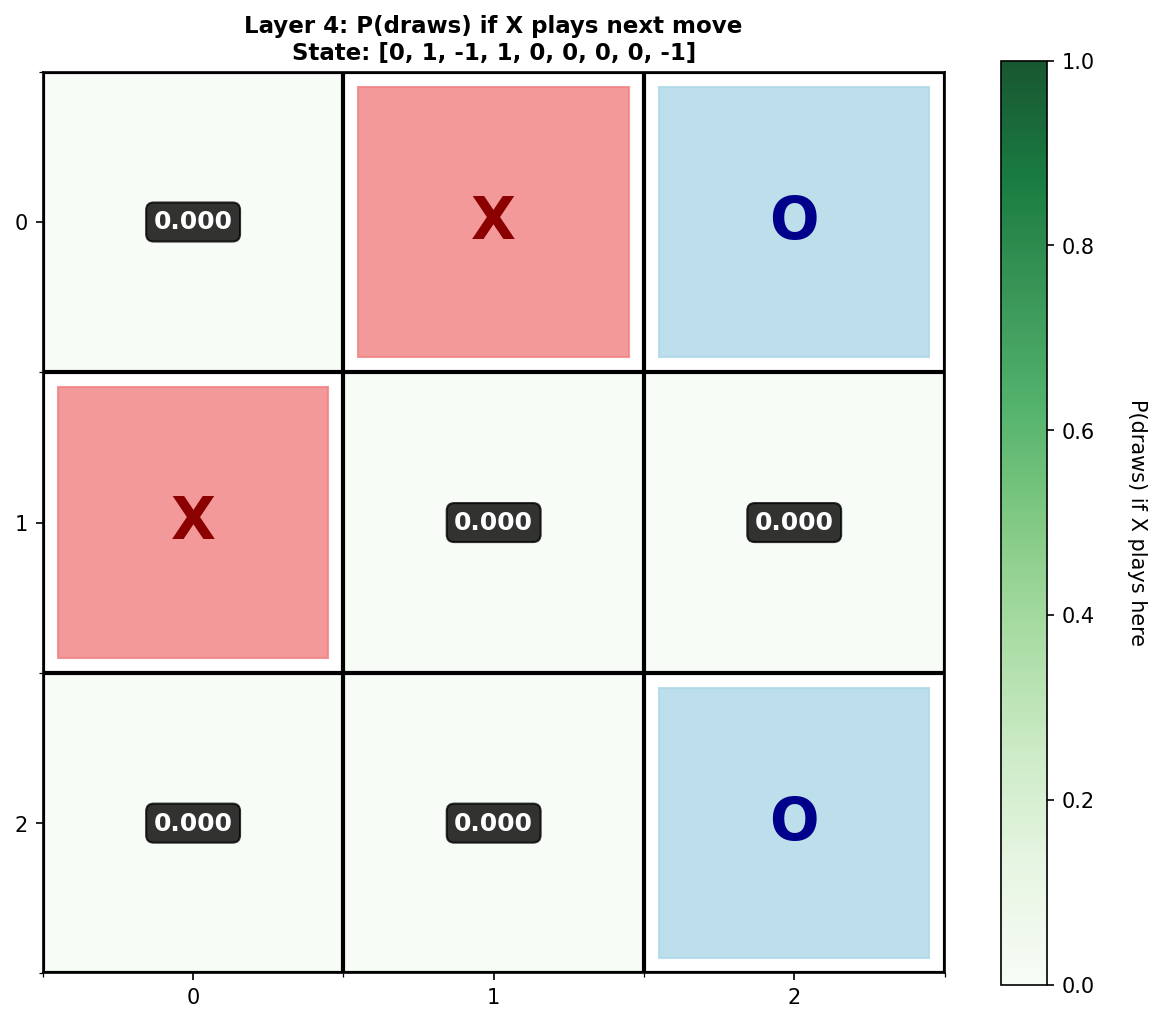 Layer 4: P(draws) if X plays next move
State: [0, 1, -1, 1, 0, 0, 0, 0, -1]
0
0.000
X
O
1
X
0.000
0.000
2
0.000
0.000
O
0
1
2
1.0
0.8
0.6
0.4
0.2
0.0
P(draws) if X plays here